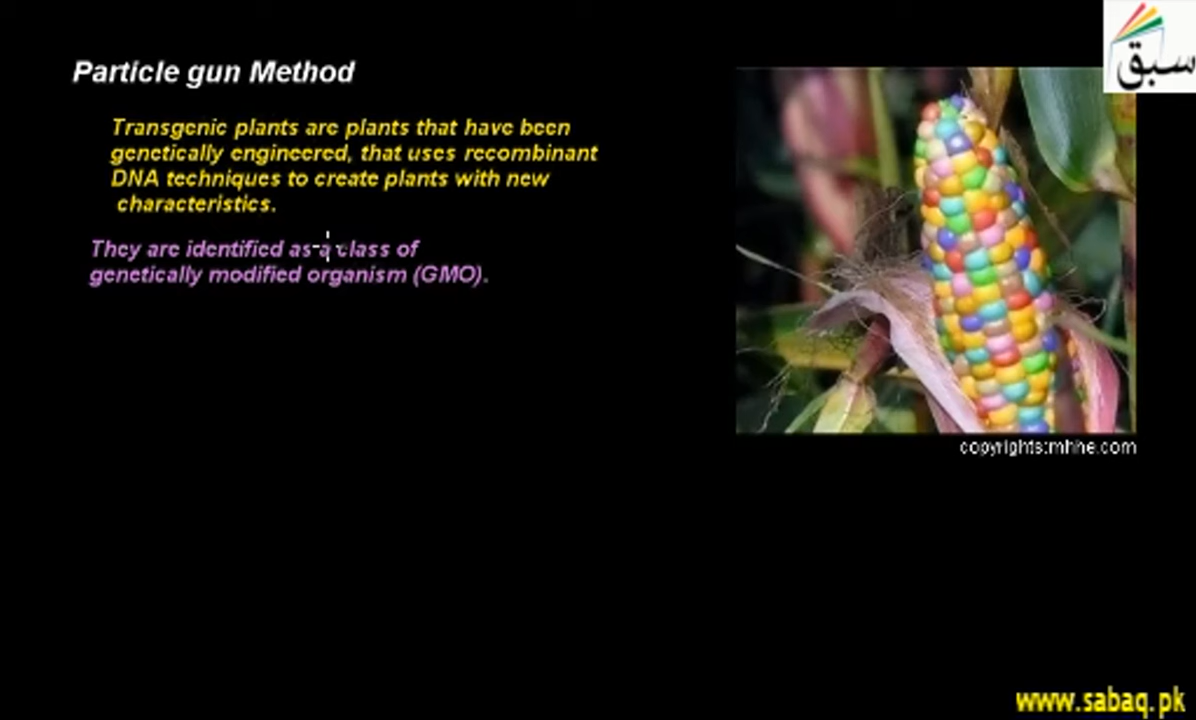 سبق
Particle gun Method
Transgenic plants are plants that have been
genetically engineered, that uses recombinant
DNA techniques to create plants with new
characteristics.
They are identified as a class of
genetically modified organism (GMO).
copyrights:mhhe.com
www.sabaq.pk